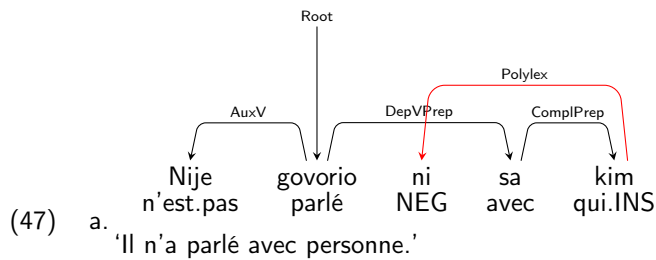 Root
Polylex
AuxV DepVPrep ComplPrep
Nije govorio ni sa kim
n'est.pas parlé NEG avec qui.INS
(47) a.
'Il n'a parlé avec personne.'